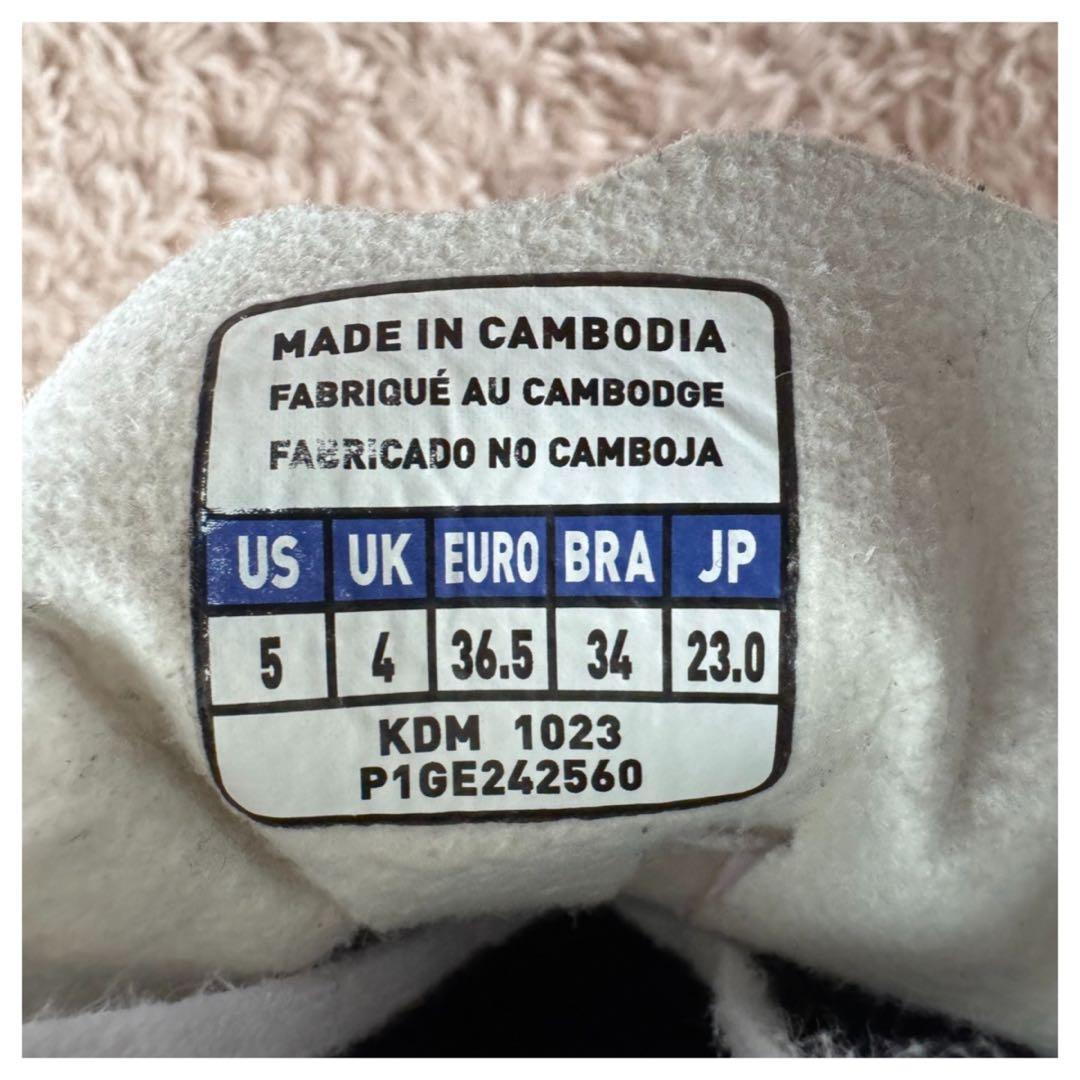 MADE IN CAMBODIA
FABRIQUÉ AU CAMBODGE
FABRICADO NO CAMBOJA
US UK EURO BRA JP
5 4 36.5 34 23.0
KDM 1023
P1GE242560